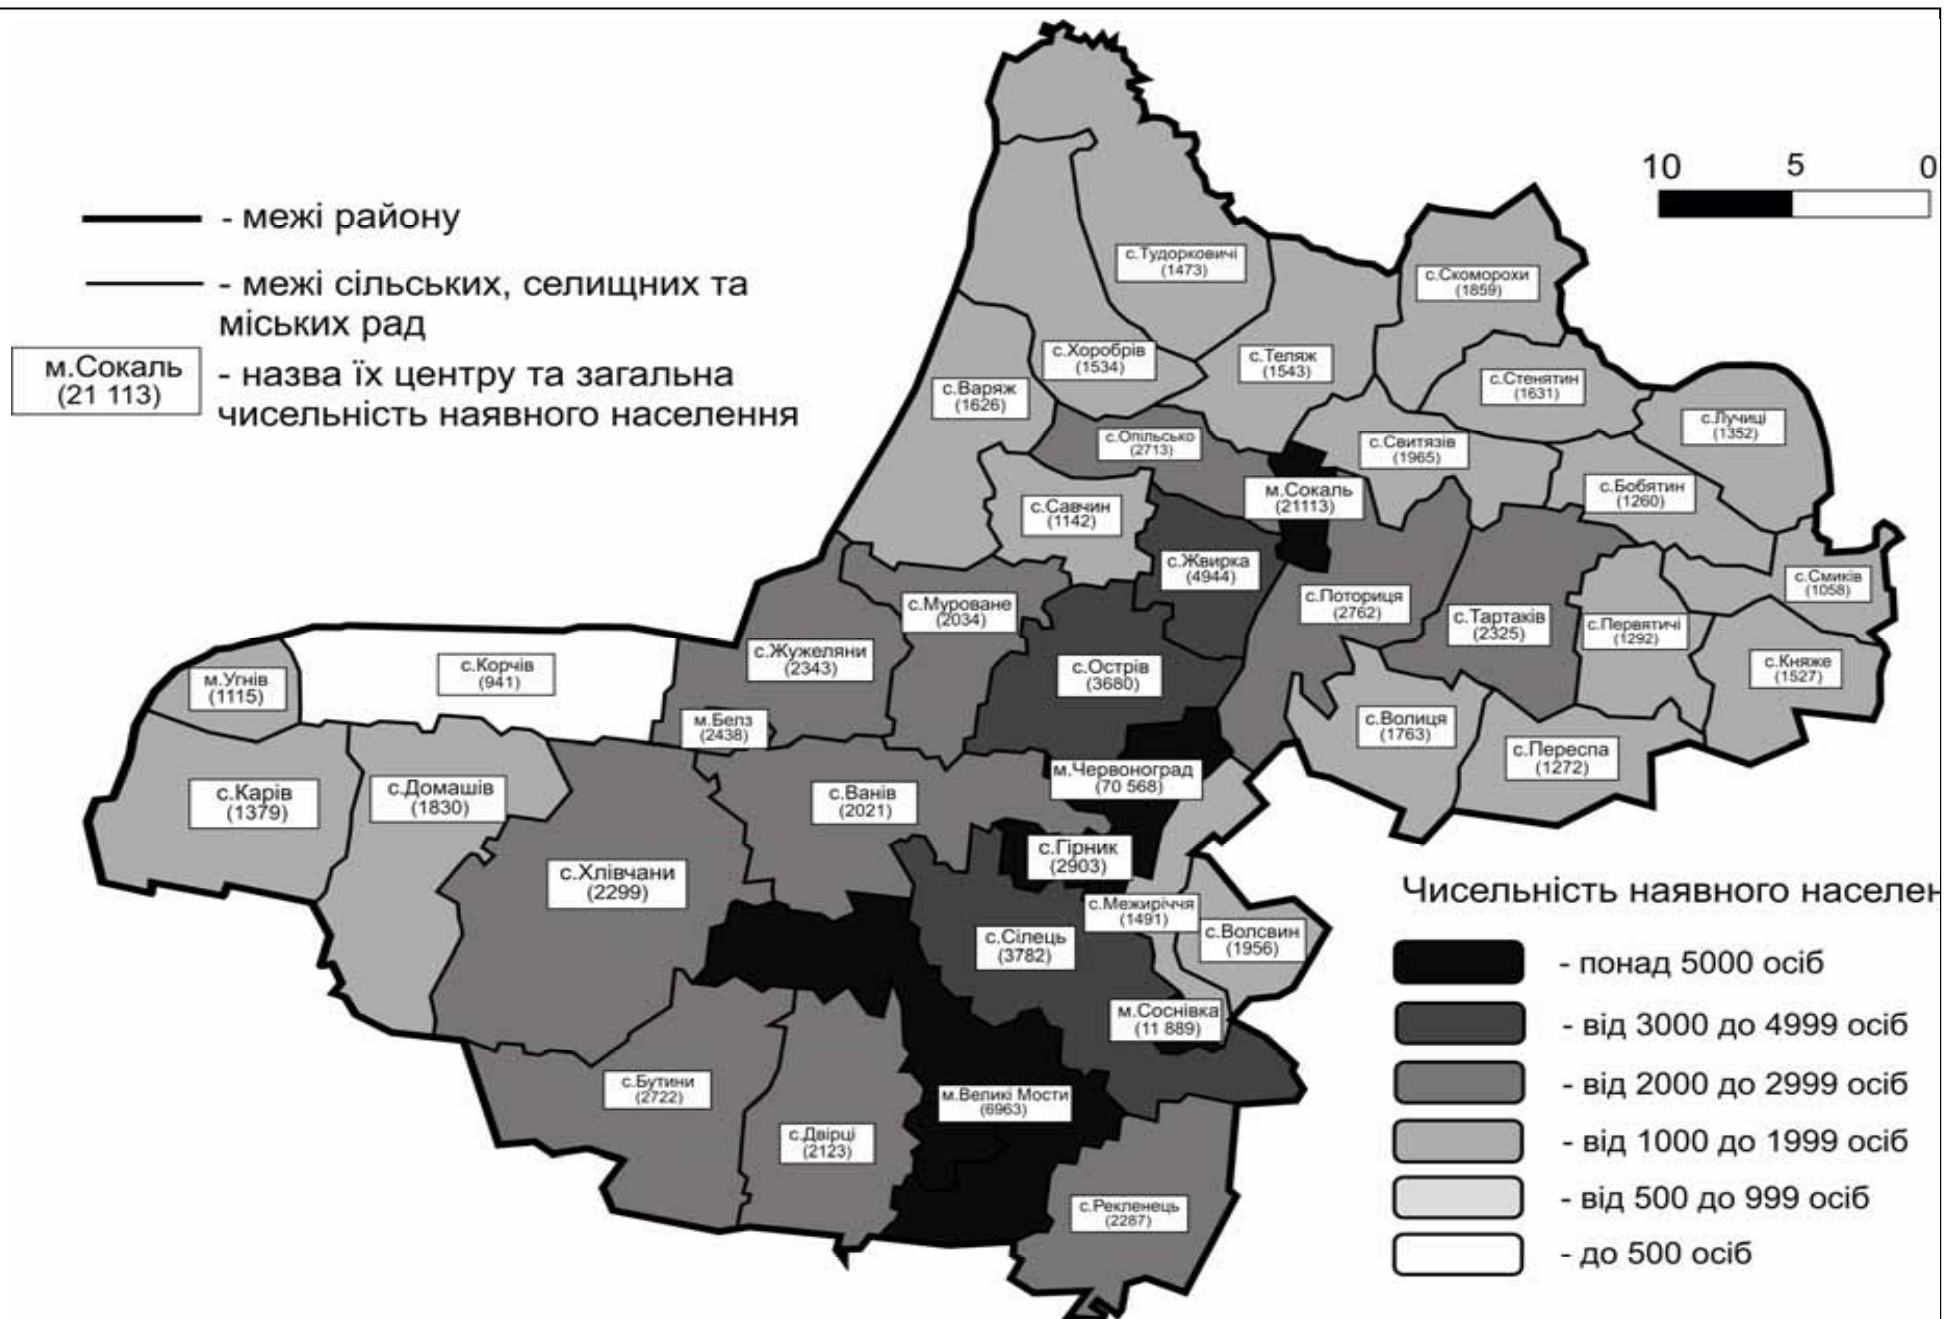 10 5 0
- межі району
- межі сільських, селищних та
міських рад
м.Сокаль
(21 113)
- назва їх центру та загальна
чисельність наявного населення
с.Тудорковичі
(1473)
с.Скоморохи
(1859)
с.Хоробрів
(1534)
с.Теляж
(1543)
с.Варяж
(1626)
с.Стенятин
(1631)
с.Лучиці
(1352)
с.Опільсько
(2713)
с.Свитязів
(1965)
м.Сокаль
(21113)
с.Бобятин
(1260)
с.Савчин
(1142)
с.Жвирка
(4944)
с.Смиків
(1058)
с.Муроване
(2034)
с.Поториця
(2762)
с.Тартаків
(2325)
с.Первятичі
(1292)
с.Жужеляни
(2343)
с.Корчів
(941)
с.Острів
(3680)
с.Княже
(1527)
м.Угнів
(1115)
м.Белз
(2438)
с.Волиця
(1763)
с.Переспа
(1272)
м.Червоноград
(70 568)
с.Карів
(1379)
с.Домашів
(1830)
с.Ванів
(2021)
с.Гірник
(2903)
с.Хлівчани
(2299)
с.Межиріччя
(1491)
с.Волсвин
(1956)
с.Сілець
(3782)
м.Соснівка
(11 889)
с.Бутини
(2722)
м.Великі Мости
(6963)
с.Двірці
(2123)
с.Рекленець
(2287)
Чисельність наявного населен
- понад 5000 осіб
- від 3000 до 4999 осіб
- від 2000 до 2999 осіб
- від 1000 до 1999 осіб
- від 500 до 999 осіб
- до 500 осіб